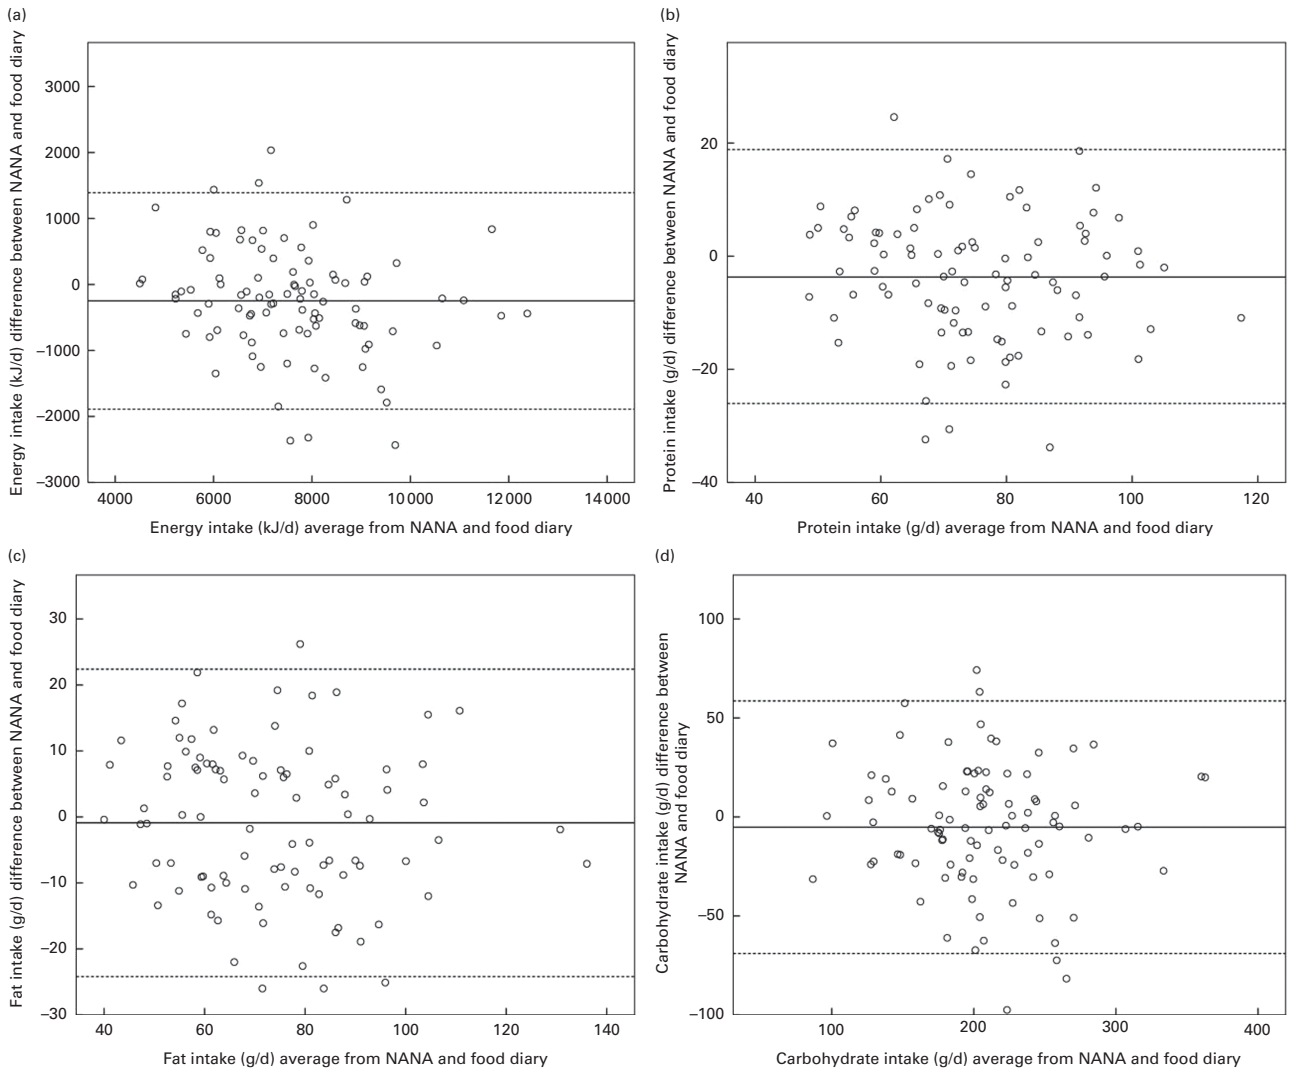 (a)
Energy intake (kJ/d) difference between NANA and food diary
3000
2000
1000
0
−1000
−2000
−3000
4000 6000 8000 10 000 12 000 14 000
Energy intake (kJ/d) average from NANA and food diary
(b)
Protein intake (g/d) difference between NANA and food diary
20
0
−20
−40
40 60 80 100 120
Protein intake (g/d) average from NANA and food diary
(c)
Fat intake (g/d) difference between NANA and food diary
30
20
10
0
−10
−20
−30
40 60 80 100 120 140
Fat intake (g/d) average from NANA and food diary
(d)
Carbohydrate intake (g/d) difference between
NANA and food diary
100
50
0
−50
−100
100 200 300 400
Carbohydrate intake (g/d) average from NANA and food diary